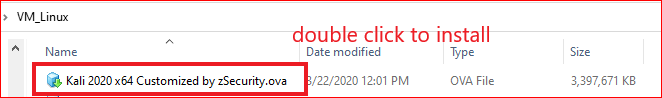 VM_Linux
double click to install
Name Date modified Type Size
Kali 2020 x64 Customized by zSecurity.ova 3/22/2020 12:01 PM OVA File 3,397,671 KB